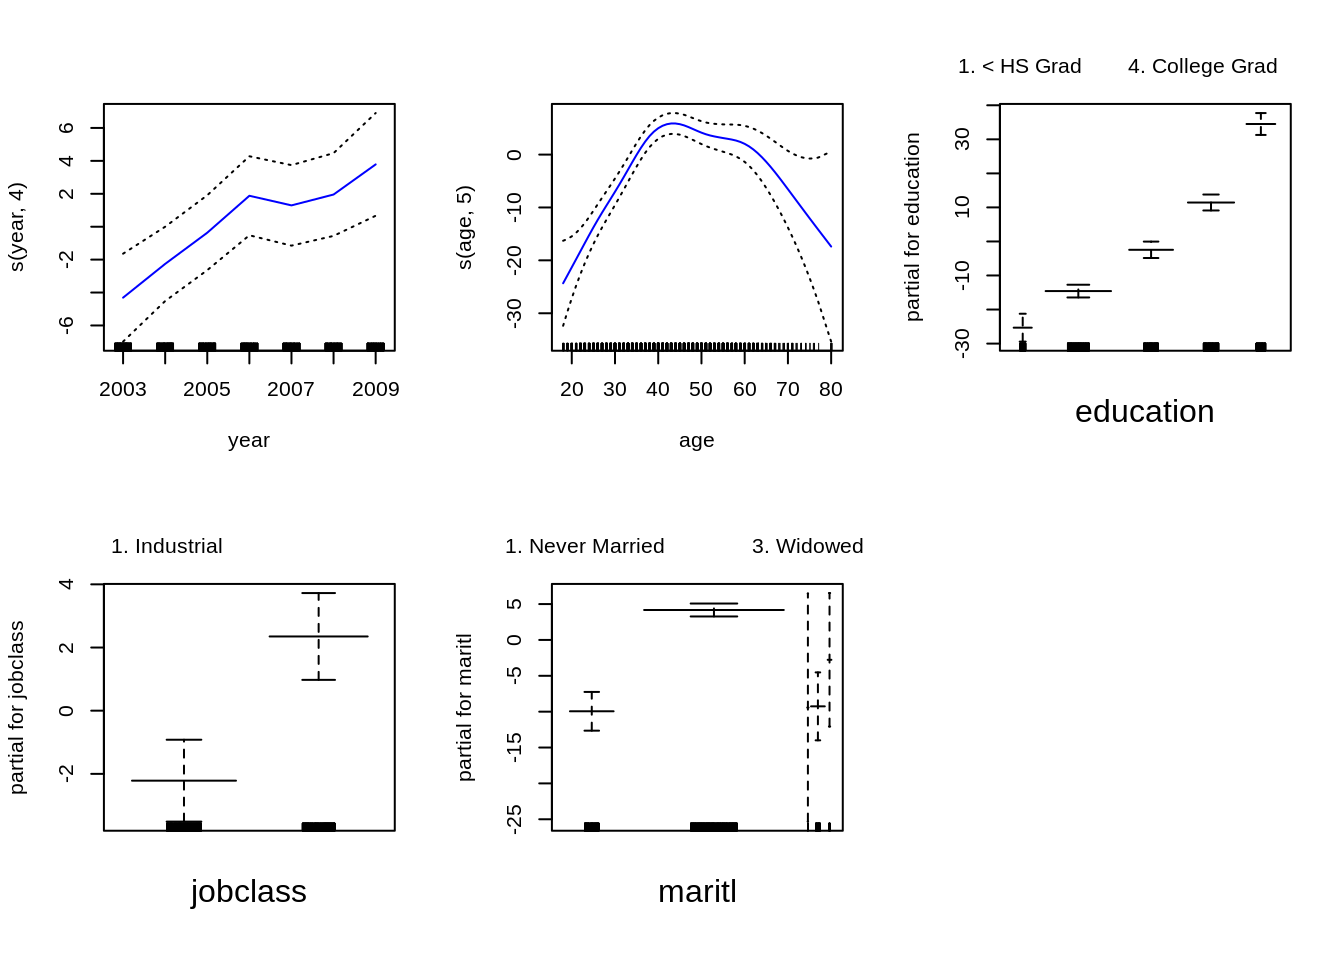 s(year, 4)
6
4
2
-2
-6
2003 2005 2007 2009
year
s(age, 5)
0
-10
-20
-30
20 30 40 50 60 70 80
age
1. < HS Grad 4. College Grad
partial for education
30
10
-10
-30
education
1. Industrial
partial for jobclass
4
2
0
-2
jobclass
1. Never Married 3. Widowed
partial for maritl
5
0
-5
-15
-25
maritl